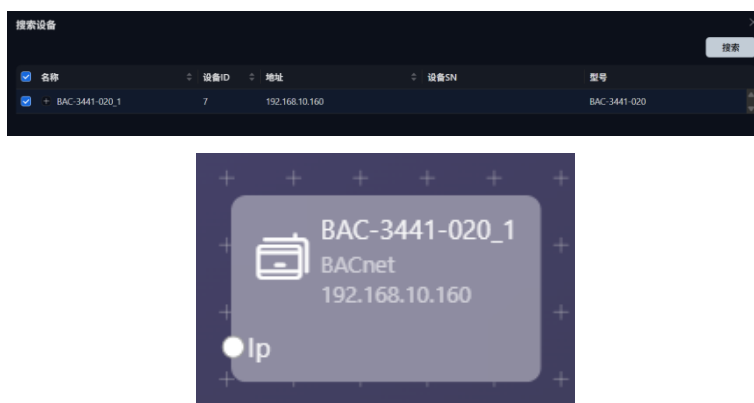 搜索设备
搜索
名称 设备ID 地址 设备SN 型号
BAC-3441-020_1 7 192.168.10.160 BAC-3441-020
BAC-3441-020_1
BACnet
192.168.10.160
Ip